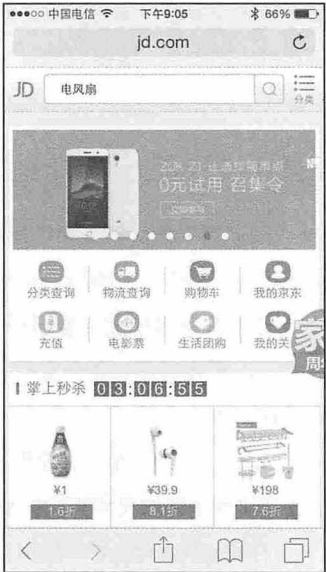 中国电信 下午9:05 66%
jd.com
JD 电风扇 分类
0元试用 召集令
分类查询 物流查询 购物车 我的京东
充值 电影票 生活团购 我的关
家
周
掌上秒杀 03:06:55
¥1 ¥39.9 ¥198
1.6折 8.1折 7.6折